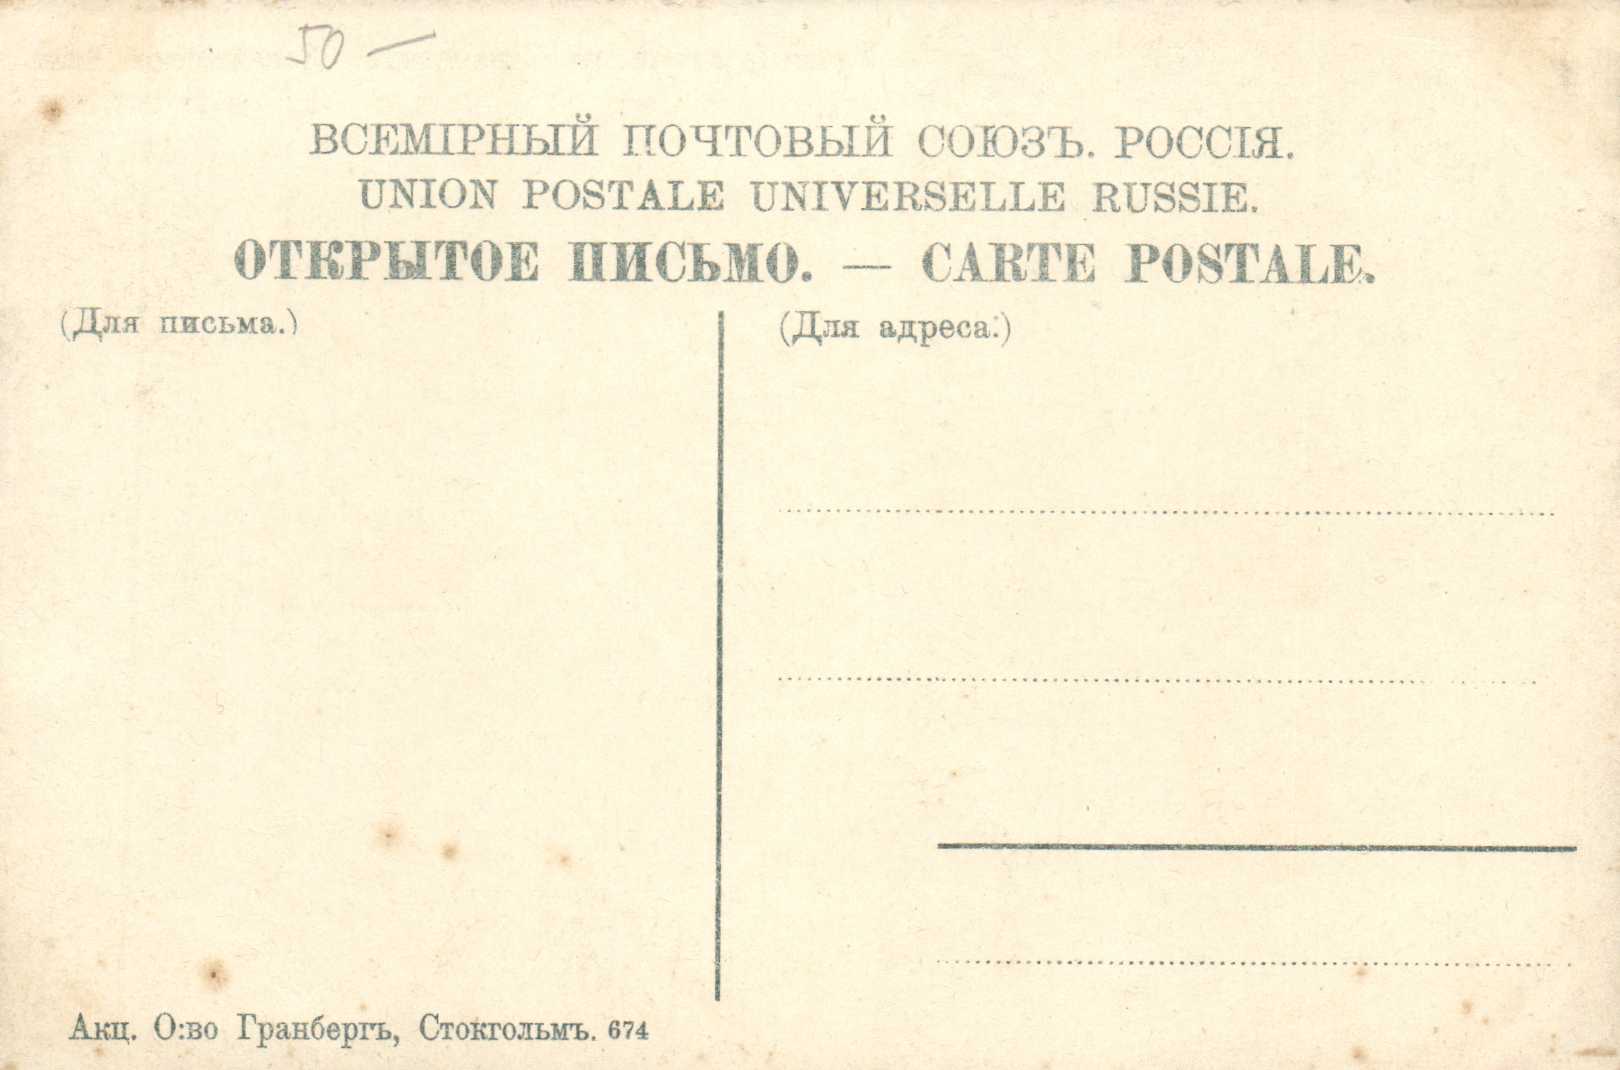 50 —
ВСЕМІРНЫЙ ПОЧТОВЫЙ СОЮЗЪ. РОССІЯ.
UNION POSTALE UNIVERSELLE RUSSIE.
ОТКРЫТОЕ ПИСЬМО. — CARTE POSTALE.
(Для письма.)
(Для адреса.)
Акц. О:во Гранбергъ, Стокгольмъ. 674